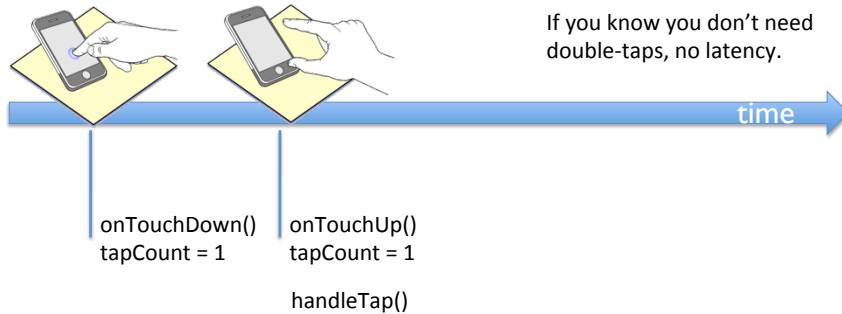 If you know you don’t need
double-taps, no latency.
time
onTouchDown()
tapCount = 1
onTouchUp()
tapCount = 1
handleTap()